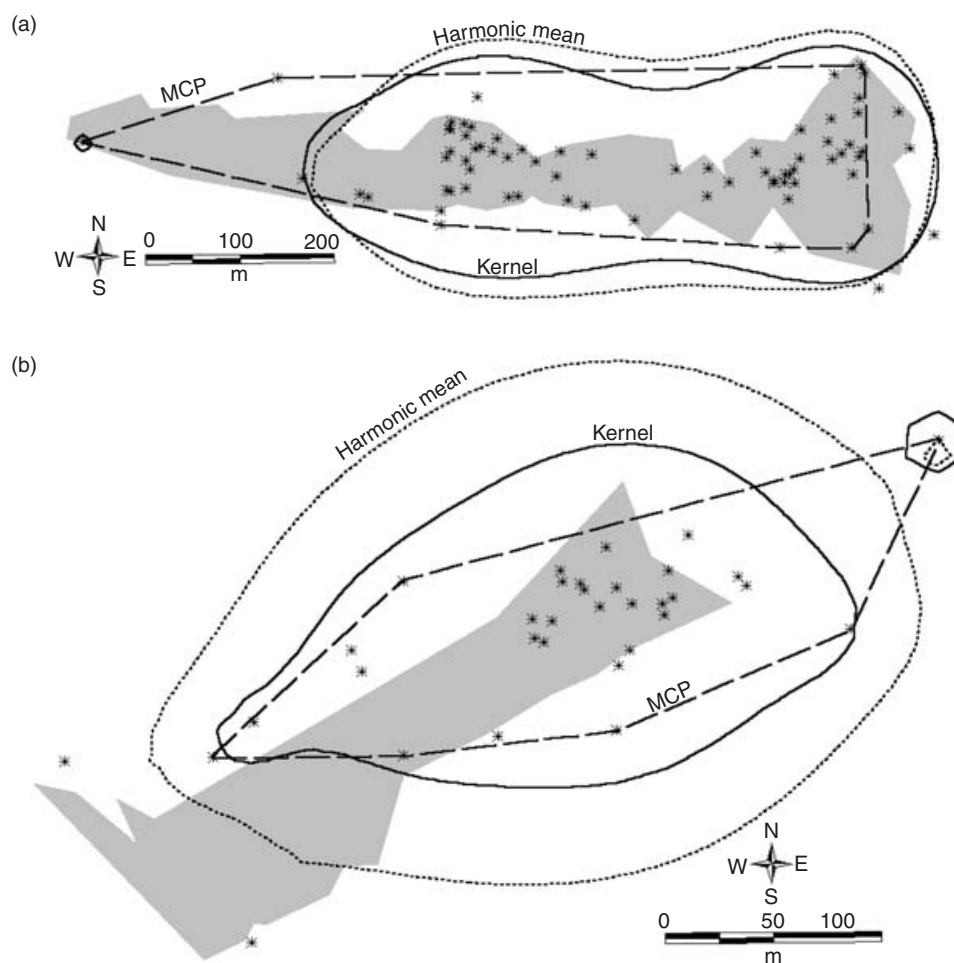 (a)
Harmonic mean
MCP
N
W E
S
0 100 200
m
Kernel
(b)
Harmonic mean
Kernel
MCP
N
W E
S
0 50 100
m